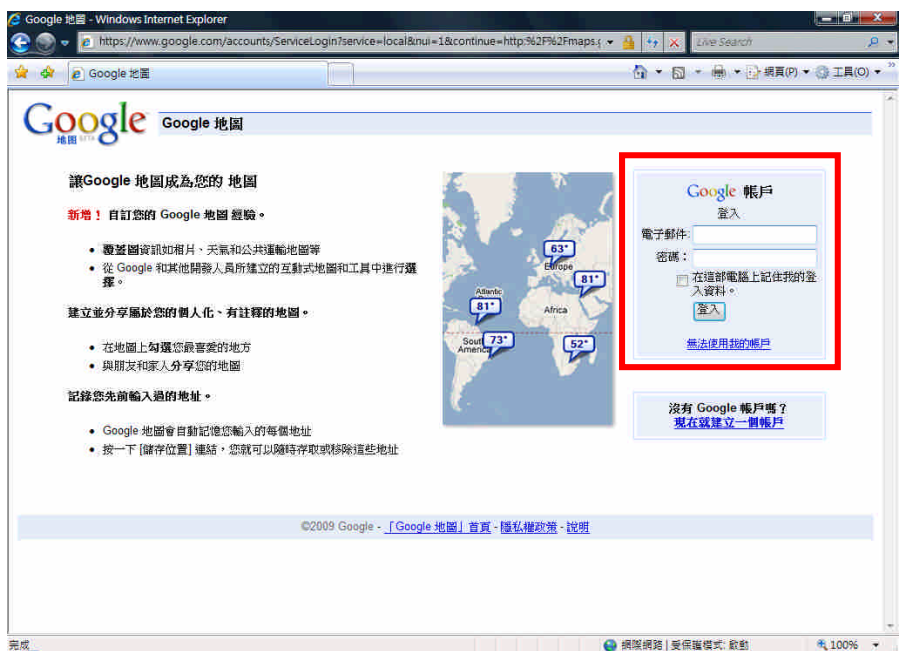 Google 地圖 - Windows Internet Explorer
https://www.google.com/accounts/ServiceLogin?service=local&nui=1&continue=http:%2F%2Fmaps.g
Live Search
Google 地圖
網頁(P)
工具(O)
Google
地圖 BETA
Google 地圖
讓Google 地圖成為您的 地圖
新增! 自訂您的 Google 地圖 經驗。
• 覆蓋圖資訊如相片、天氣和公共運輸地圖等
• 從 Google 和其他開發人員所建立的互動式地圖和工具中進行選
擇。
建立並分享屬於您的個人化、有註釋的地圖。
• 在地圖上勾選您最喜愛的地方
• 與朋友和家人分享您的地圖
記錄您先前輸入過的地址。
• Google 地圖會自動記憶您輸入的每個地址
• 按一下 [儲存位置] 連結,您就可以隨時存取或移除這些地址
63°
Europe
81°
Atlantic
81°
Africa
South
America
73°
52°
Google 帳戶
登入
電子郵件:
密碼:
在這部電腦上記住我的登
入資料。
登入
無法使用我的帳戶
沒有 Google 帳戶嗎?
現在就建立一個帳戶
©2009 Google - 「Google 地圖」首頁 - 隱私權政策 - 說明
完成
網際網路 | 受保護模式: 啟動
100%